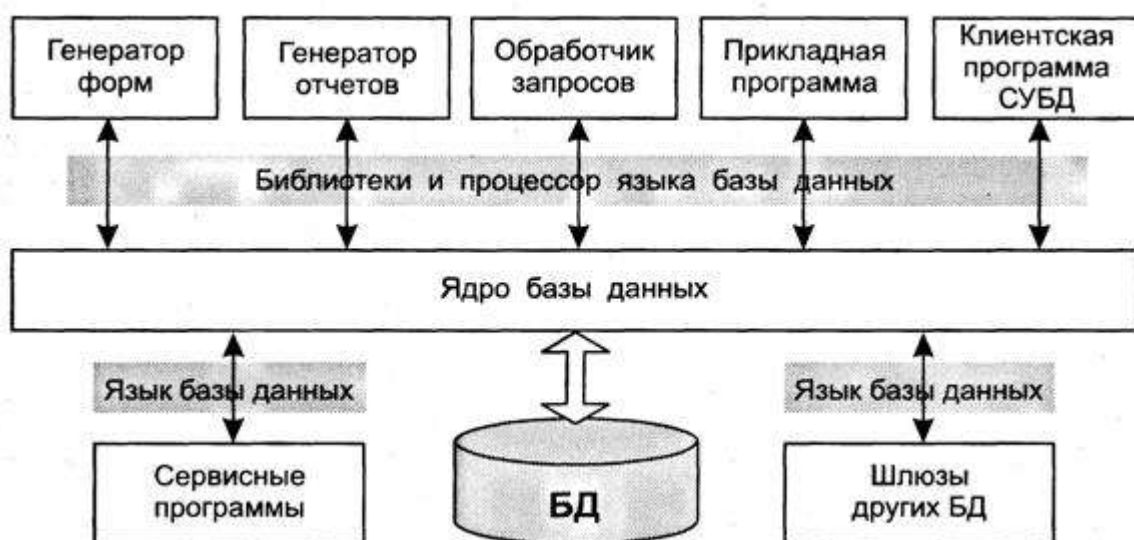 Генератор
форм
Генератор
отчетов
Обработчик
запросов
Прикладная
программа
Клиентская
программа
СУБД
Библиотеки и процессор языка базы данных
Ядро базы данных
Язык базы данных
Язык базы данных
Сервисные
программы
БД
Шлюзы
других БД